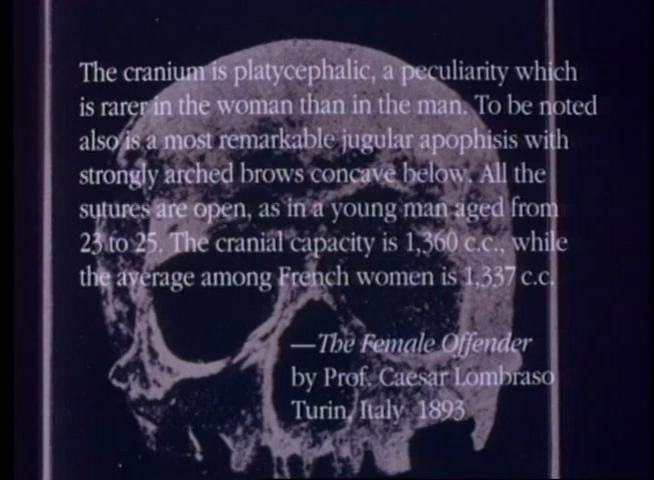 The cranium is platycephalic, a peculiarity which
is rarer in the woman than in the man. To be noted
also is a most remarkable jugular apophisis with
strongly arched brows concave below. All the
sutures are open, as in a young man aged from
23 to 25. The cranial capacity is 1,360 c.c., while
the average among French women is 1,337 c.c.
—The Female Offender
by Prof. Caesar Lombraso
Turin, Italy 1893